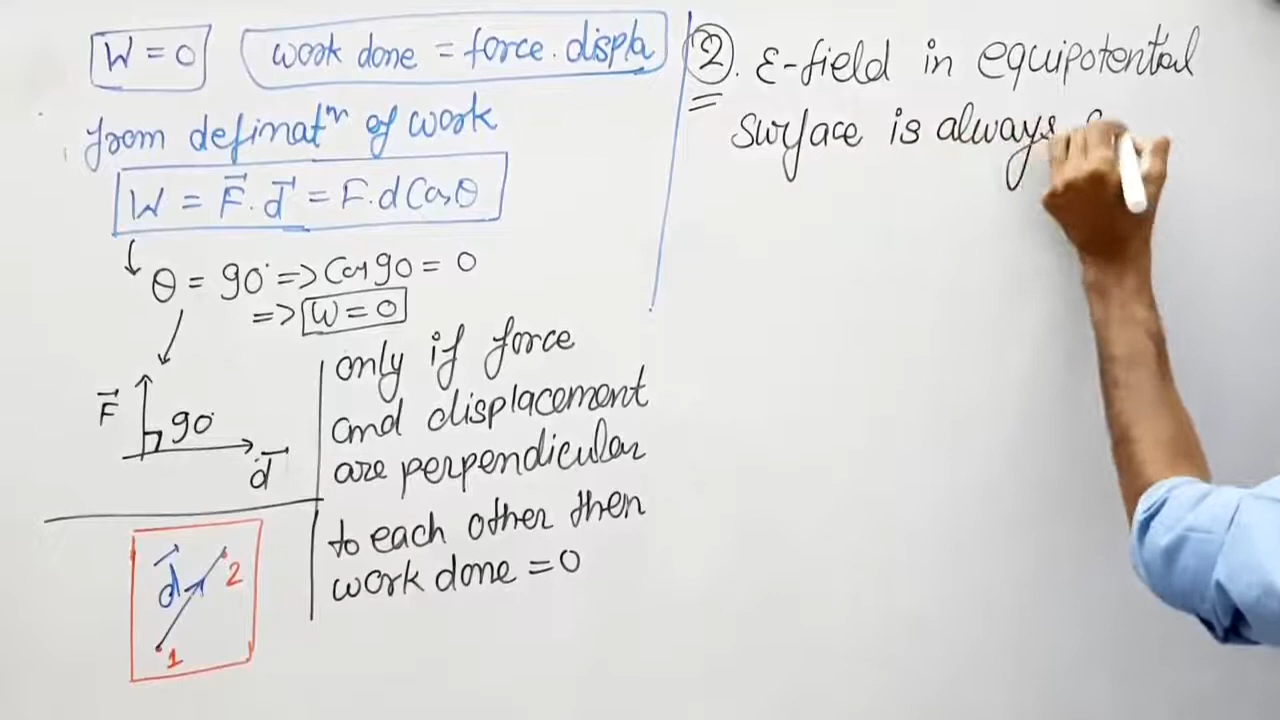 W = 0
work done = force . displa
from definatⁿ of work
W = F⃗ . d⃗ = F . d Cos θ
θ = 90° => Cos 90 = 0
=> W = 0
F⃗
90°
d⃗
only if force
and displacement
are perpendicular
to each other then
work done = 0
d⃗
2
1
②. E-field in equipotential
surface is always